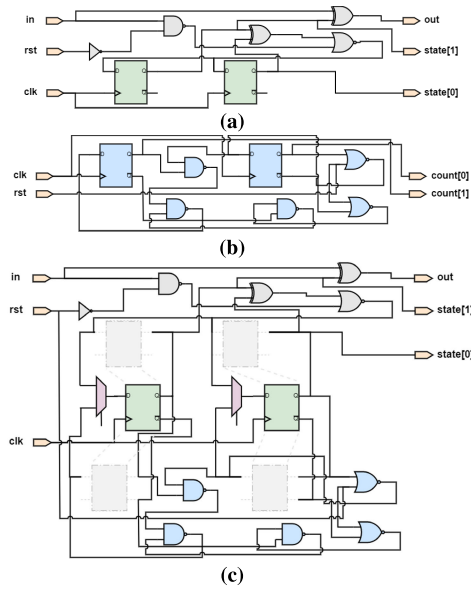 in
out
rst
state[1]
clk
state[0]
(a)
clk
count[0]
rst
count[1]
(b)
in
out
rst
state[1]
state[0]
clk
(c)